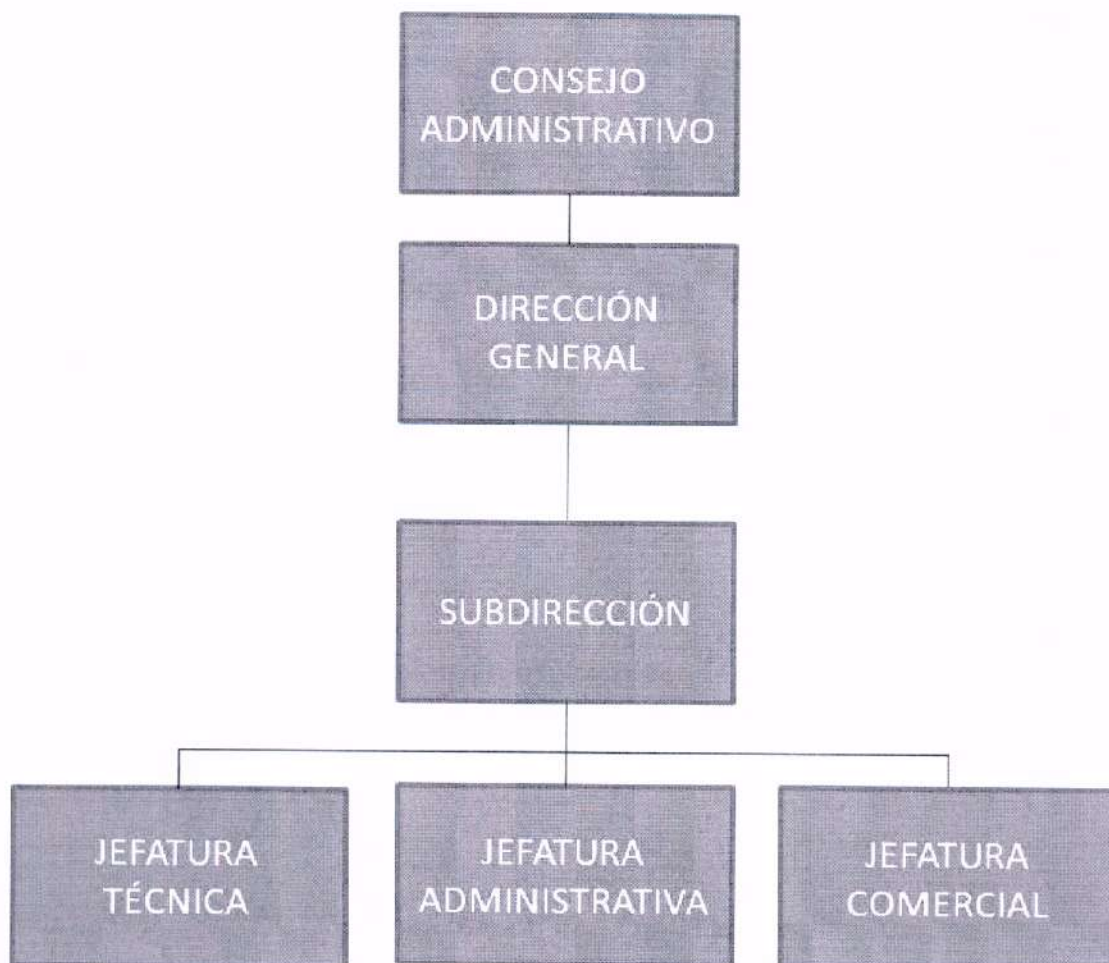 CONSEJO
ADMINISTRATIVO
DIRECCIÓN
GENERAL
SUBDIRECCIÓN
JEFATURA
TÉCNICA
JEFATURA
ADMINISTRATIVA
JEFATURA
COMERCIAL